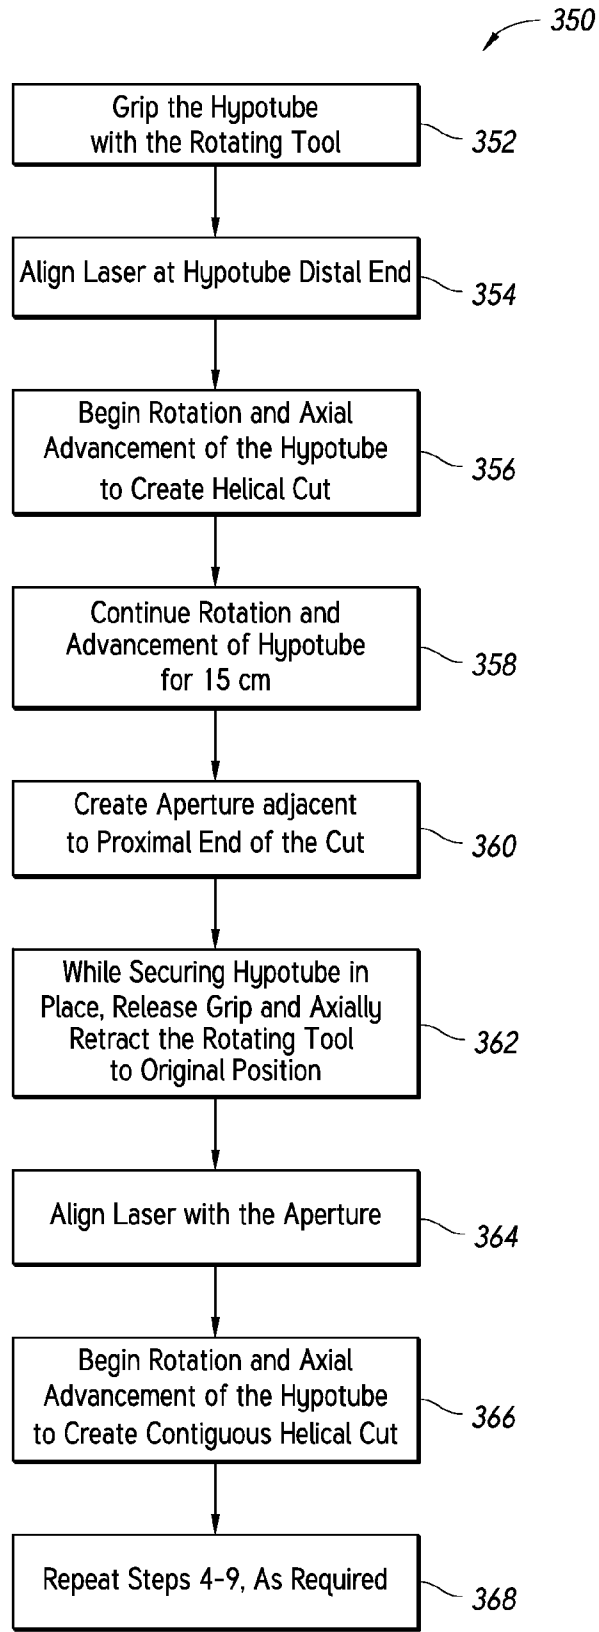 350
Grip the Hypotube
with the Rotating Tool
352
Align Laser at Hypotube Distal End
354
Begin Rotation and Axial
Advancement of the Hypotube
to Create Helical Cut
356
Continue Rotation and
Advancement of Hypotube
for 15 cm
358
Create Aperture adjacent
to Proximal End of the Cut
360
While Securing Hypotube in
Place, Release Grip and Axially
Retract the Rotating Tool
to Original Position
362
Align Laser with the Aperture
364
Begin Rotation and Axial
Advancement of the Hypotube
to Create Contiguous Helical Cut
366
Repeat Steps 4-9, As Required
368